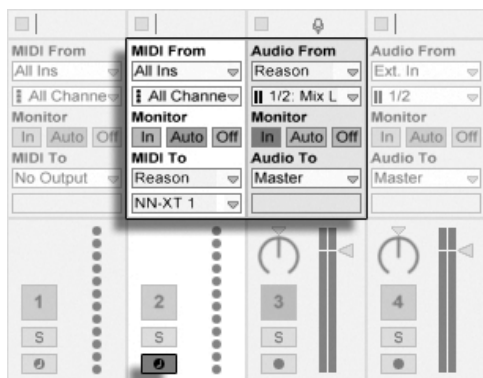 MIDI From
All Ins
All Channe
Monitor
In Auto Off
MIDI To
No Output
1
S
MIDI From
All Ins
All Channe
Monitor
In Auto Off
MIDI To
Reason
NN-XT 1
2
S
Audio From
Reason
1/2: Mix L
Monitor
In Auto Off
Audio To
Master
3
S
Audio From
Ext. In
1/2
Monitor
In Auto Off
Audio To
Master
4
S